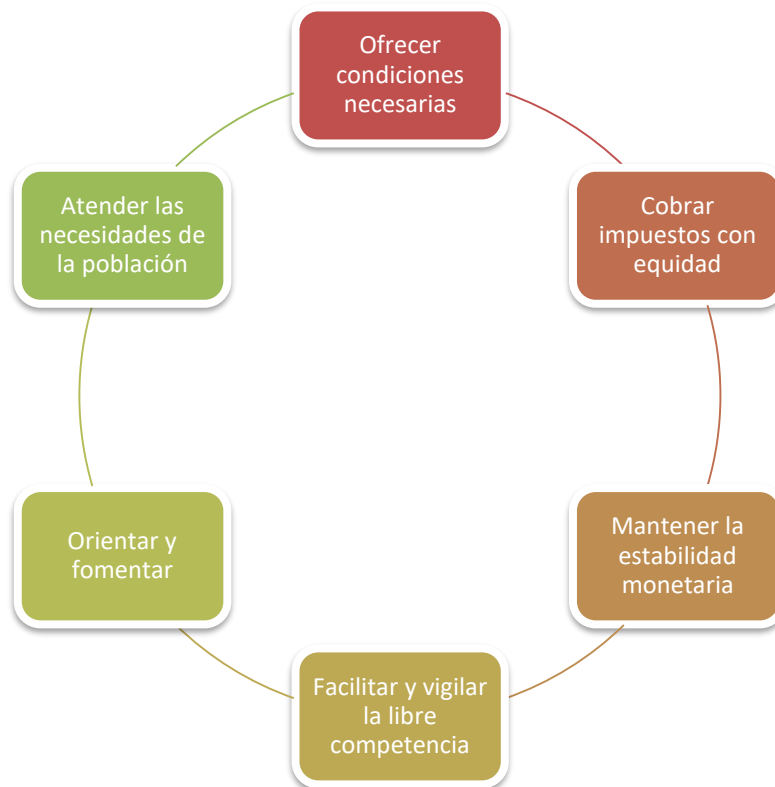 Ofrecer
condiciones
necesarias
Cobrar
impuestos con
equidad
Mantener la
estabilidad
monetaria
Facilitar y vigilar
la libre
competencia
Orientar y
fomentar
Atender las
necesidades de
la población